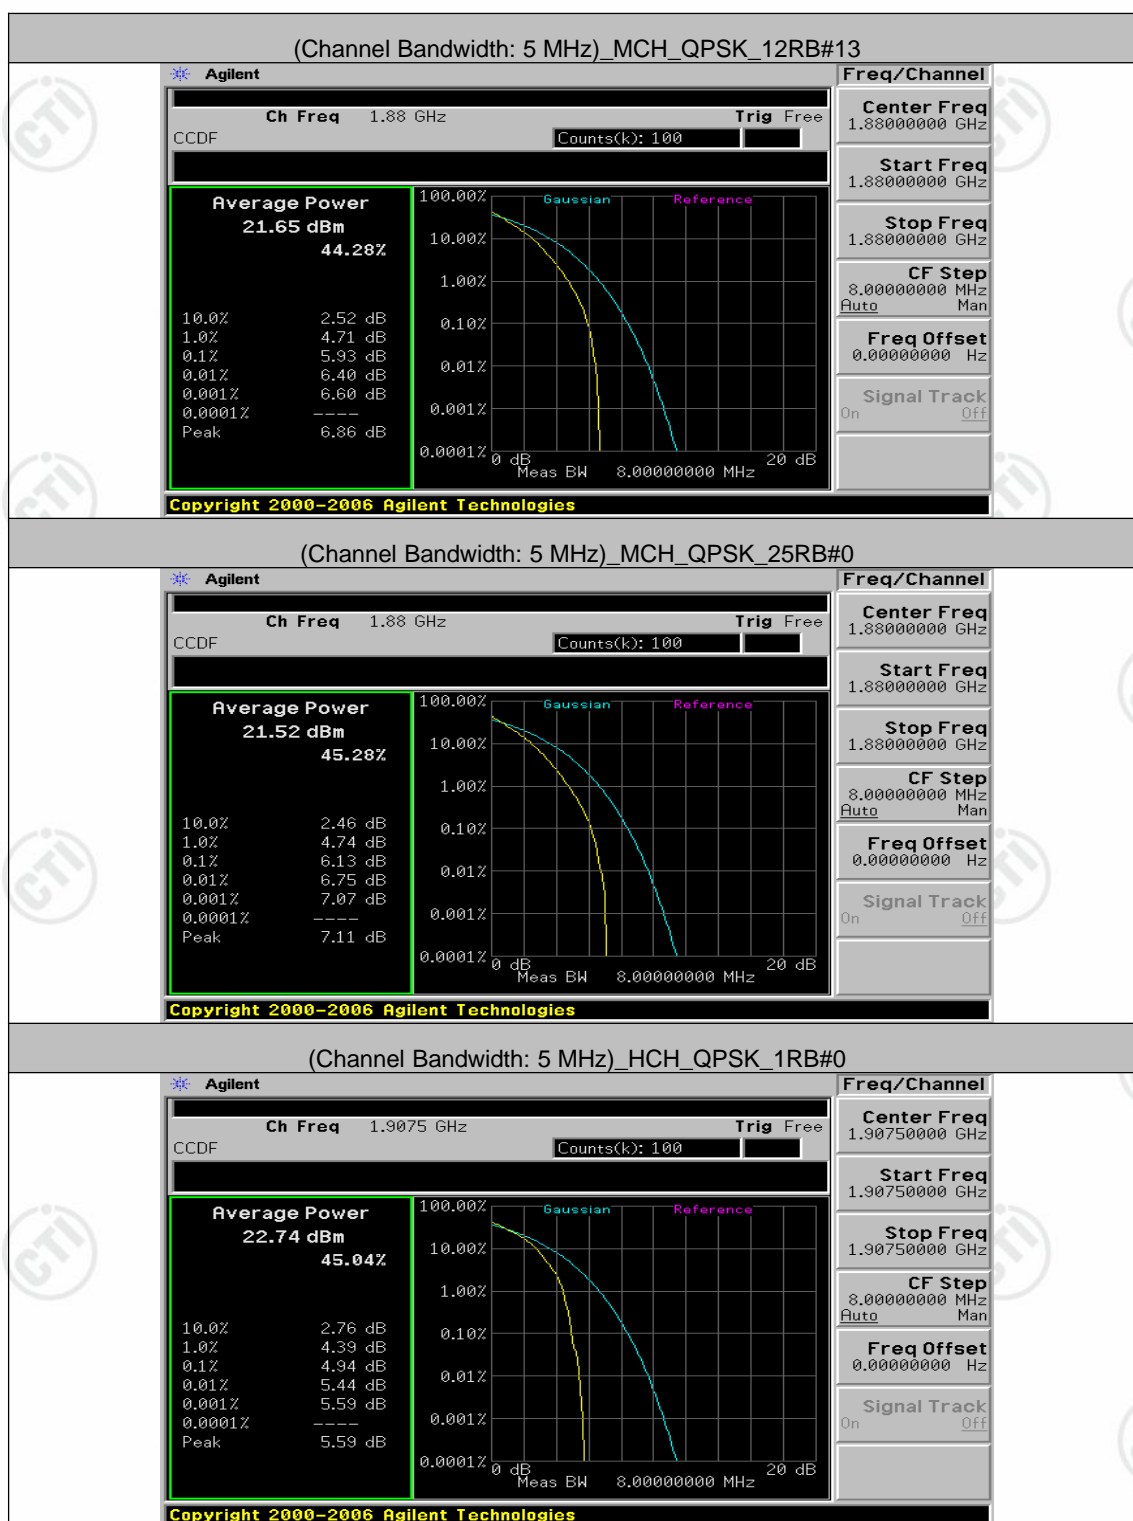 (Channel Bandwidth: 5 MHz)_MCH_QPSK_12RB#13
Agilent
Freq/Channel
Ch Freq 1.88 GHz Trig Free
CCDF Counts(k): 100
Average Power
21.65 dBm
44.28%
10.0% 2.52 dB
1.0% 4.71 dB
0.1% 5.93 dB
0.01% 6.40 dB
0.001% 6.60 dB
0.0001% ----
Peak 6.86 dB
100.00%
Gaussian Reference
10.00%
1.00%
0.10%
0.01%
0.001%
0.0001%
0 dB 20 dB
Meas BW 8.00000000 MHz
Center Freq
1.88000000 GHz
Start Freq
1.88000000 GHz
Stop Freq
1.88000000 GHz
CF Step
8.00000000 MHz
Auto Man
Freq Offset
0.00000000 Hz
Signal Track
On Off
Copyright 2000-2006 Agilent Technologies
(Channel Bandwidth: 5 MHz)_MCH_QPSK_25RB#0
Agilent
Freq/Channel
Ch Freq 1.88 GHz Trig Free
CCDF Counts(k): 100
Average Power
21.52 dBm
45.28%
10.0% 2.46 dB
1.0% 4.74 dB
0.1% 6.13 dB
0.01% 6.75 dB
0.001% 7.07 dB
0.0001% ----
Peak 7.11 dB
100.00%
Gaussian Reference
10.00%
1.00%
0.10%
0.01%
0.001%
0.0001%
0 dB 20 dB
Meas BW 8.00000000 MHz
Center Freq
1.88000000 GHz
Start Freq
1.88000000 GHz
Stop Freq
1.88000000 GHz
CF Step
8.00000000 MHz
Auto Man
Freq Offset
0.00000000 Hz
Signal Track
On Off
Copyright 2000-2006 Agilent Technologies
(Channel Bandwidth: 5 MHz)_HCH_QPSK_1RB#0
Agilent
Freq/Channel
Ch Freq 1.9075 GHz Trig Free
CCDF Counts(k): 100
Average Power
22.74 dBm
45.04%
10.0% 2.76 dB
1.0% 4.39 dB
0.1% 4.94 dB
0.01% 5.44 dB
0.001% 5.59 dB
0.0001% ----
Peak 5.59 dB
100.00%
Gaussian Reference
10.00%
1.00%
0.10%
0.01%
0.001%
0.0001%
0 dB 20 dB
Meas BW 8.00000000 MHz
Center Freq
1.90750000 GHz
Start Freq
1.90750000 GHz
Stop Freq
1.90750000 GHz
CF Step
8.00000000 MHz
Auto Man
Freq Offset
0.00000000 Hz
Signal Track
On Off
Copyright 2000-2006 Agilent Technologies
CTI
CTI
CTI
CTI
CTI
CTI
CTI
CTI